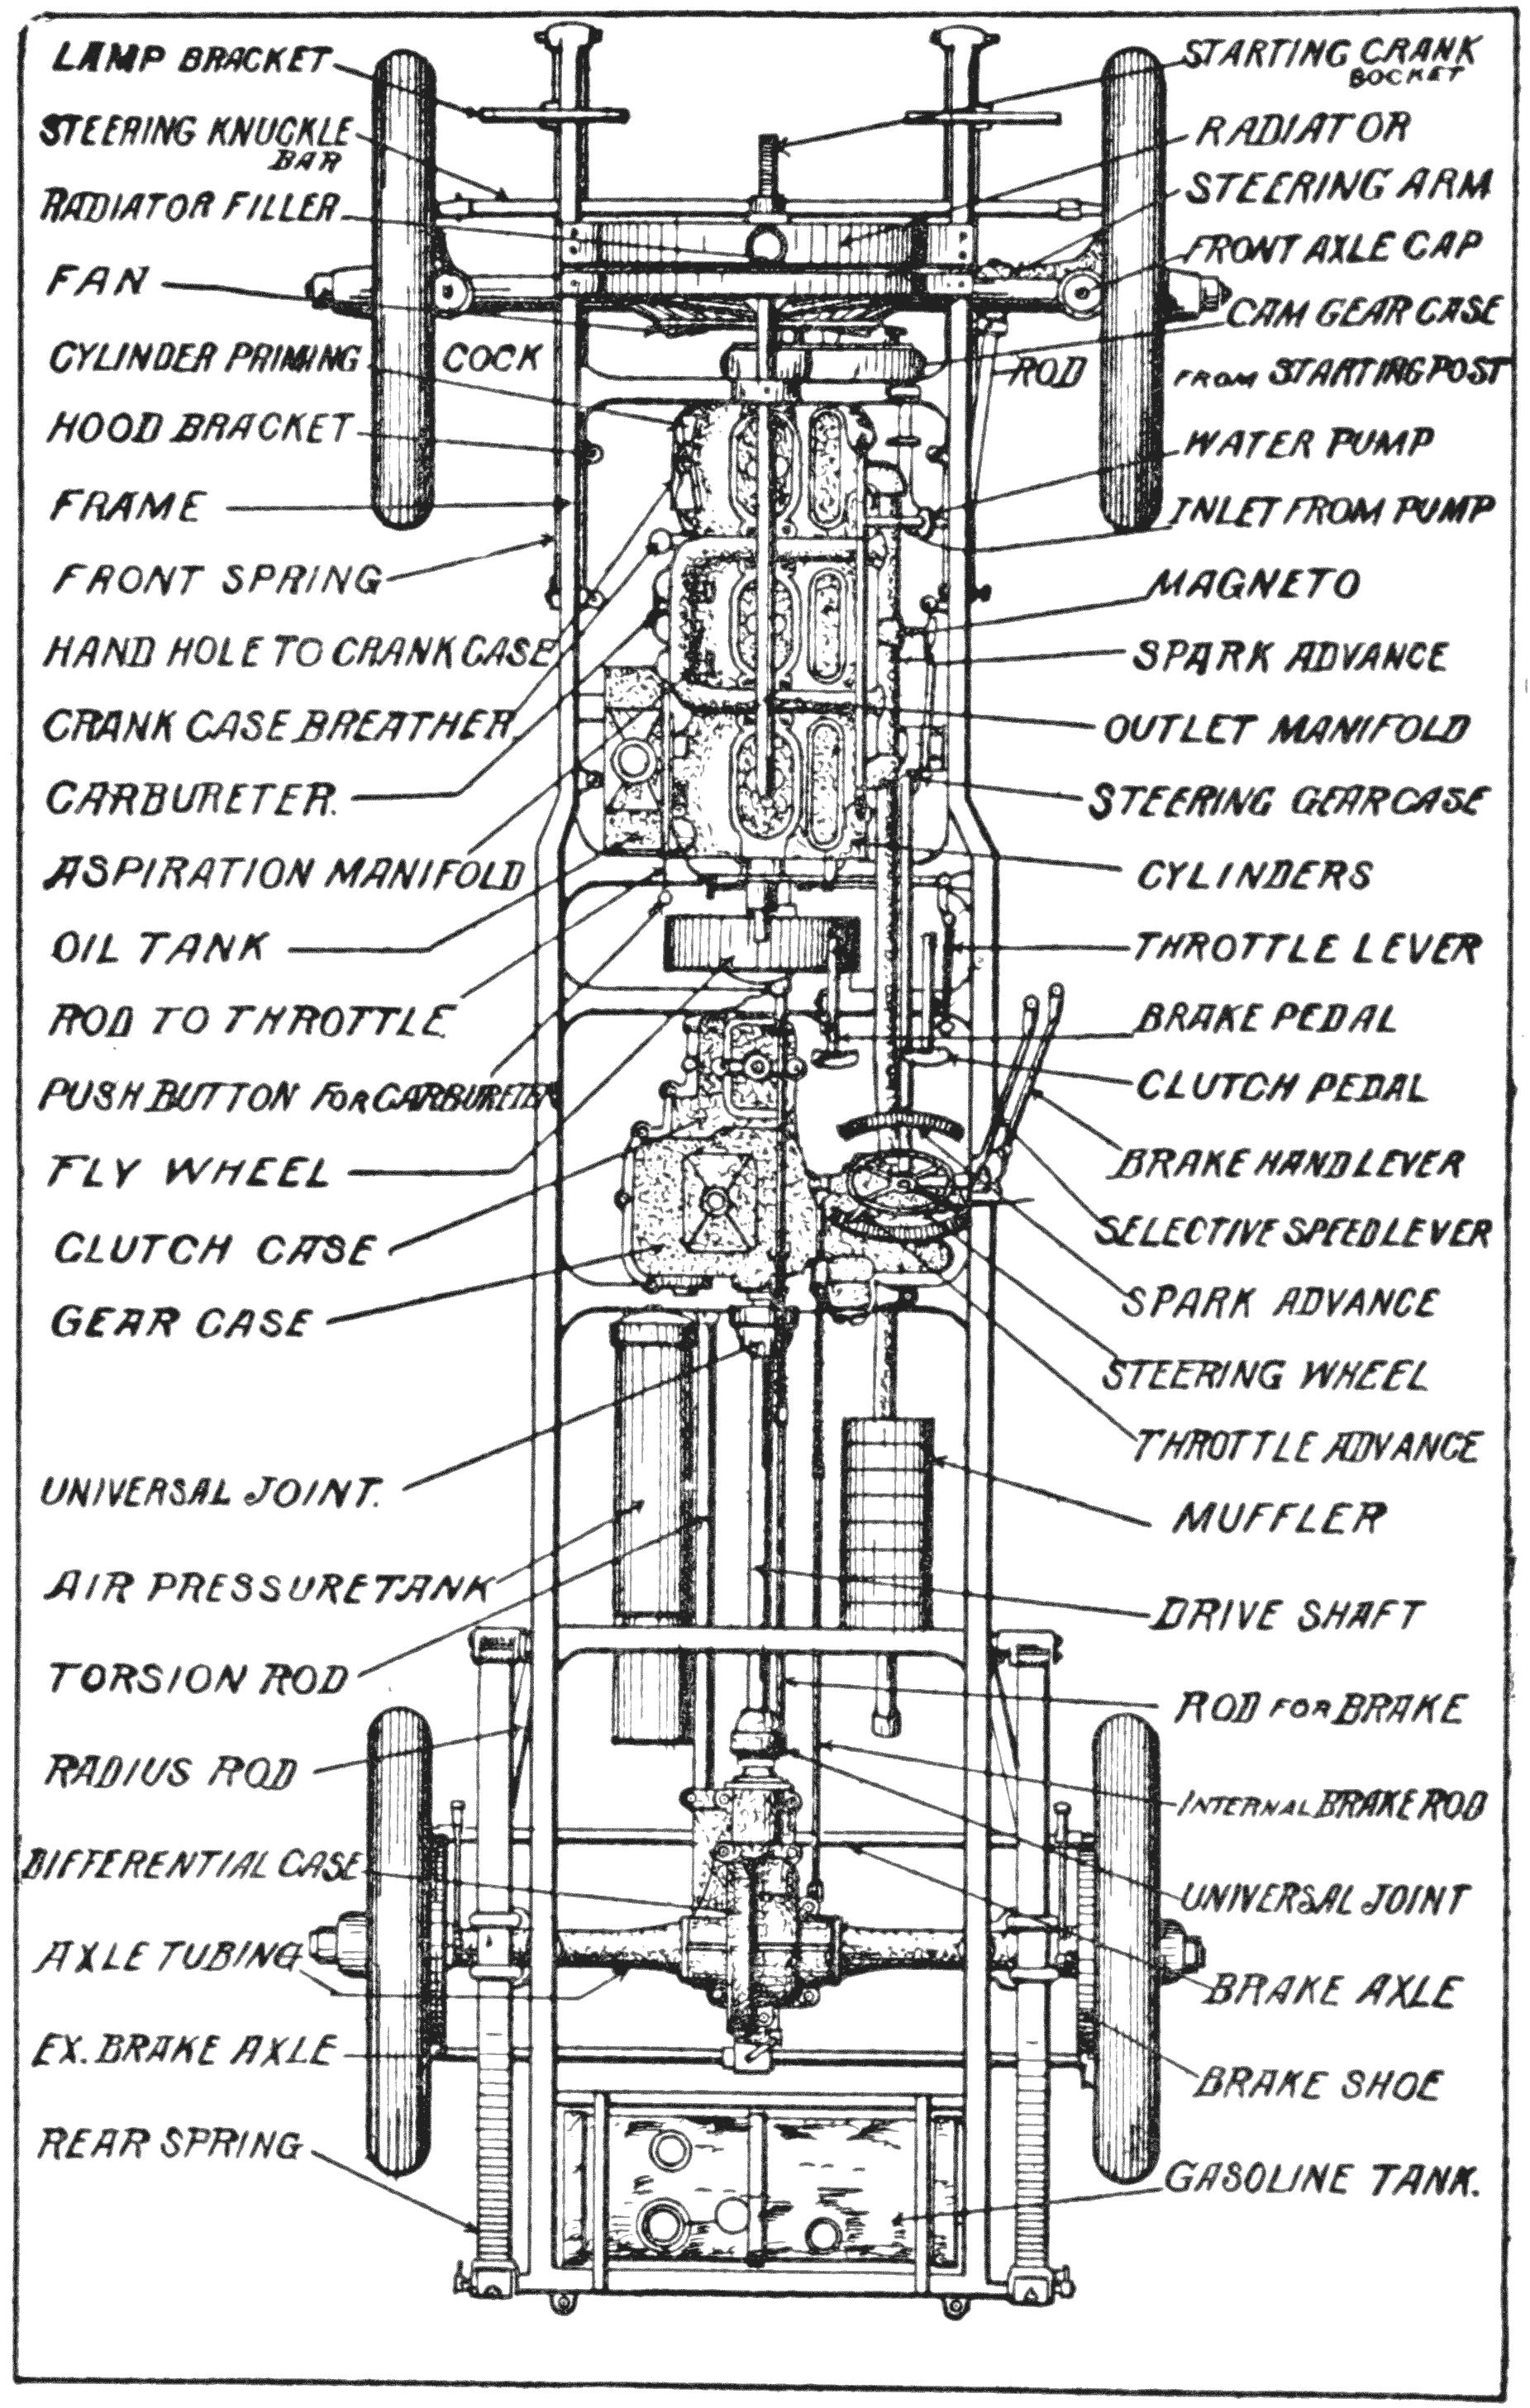 LAMP BRACKET
STEERING KNUCKLE
BAR
RADIATOR FILLER
FAN
CYLINDER PRIMING COCK
HOOD BRACKET
FRAME
FRONT SPRING
HAND HOLE TO CRANK CASE
CRANK CASE BREATHER
CARBURETER.
ASPIRATION MANIFOLD
OIL TANK
ROD TO THROTTLE
PUSH BUTTON FOR CARBURETER
FLY WHEEL
CLUTCH CASE
GEAR CASE
UNIVERSAL JOINT.
AIR PRESSURE TANK
TORSION ROD
RADIUS ROD
DIFFERENTIAL CASE
AXLE TUBING
EX. BRAKE AXLE
REAR SPRING
STARTING CRANK
BOCKET
RADIATOR
STEERING ARM
FRONT AXLE CAP
CAM GEAR CASE
ROD FROM STARTING POST
WATER PUMP
INLET FROM PUMP
MAGNETO
SPARK ADVANCE
OUTLET MANIFOLD
STEERING GEAR CASE
CYLINDERS
THROTTLE LEVER
BRAKE PEDAL
CLUTCH PEDAL
BRAKE HAND LEVER
SELECTIVE SPEED LEVER
SPARK ADVANCE
STEERING WHEEL
THROTTLE ADVANCE
MUFFLER
DRIVE SHAFT
ROD FOR BRAKE
INTERNAL BRAKE ROD
UNIVERSAL JOINT
BRAKE AXLE
BRAKE SHOE
GASOLINE TANK.